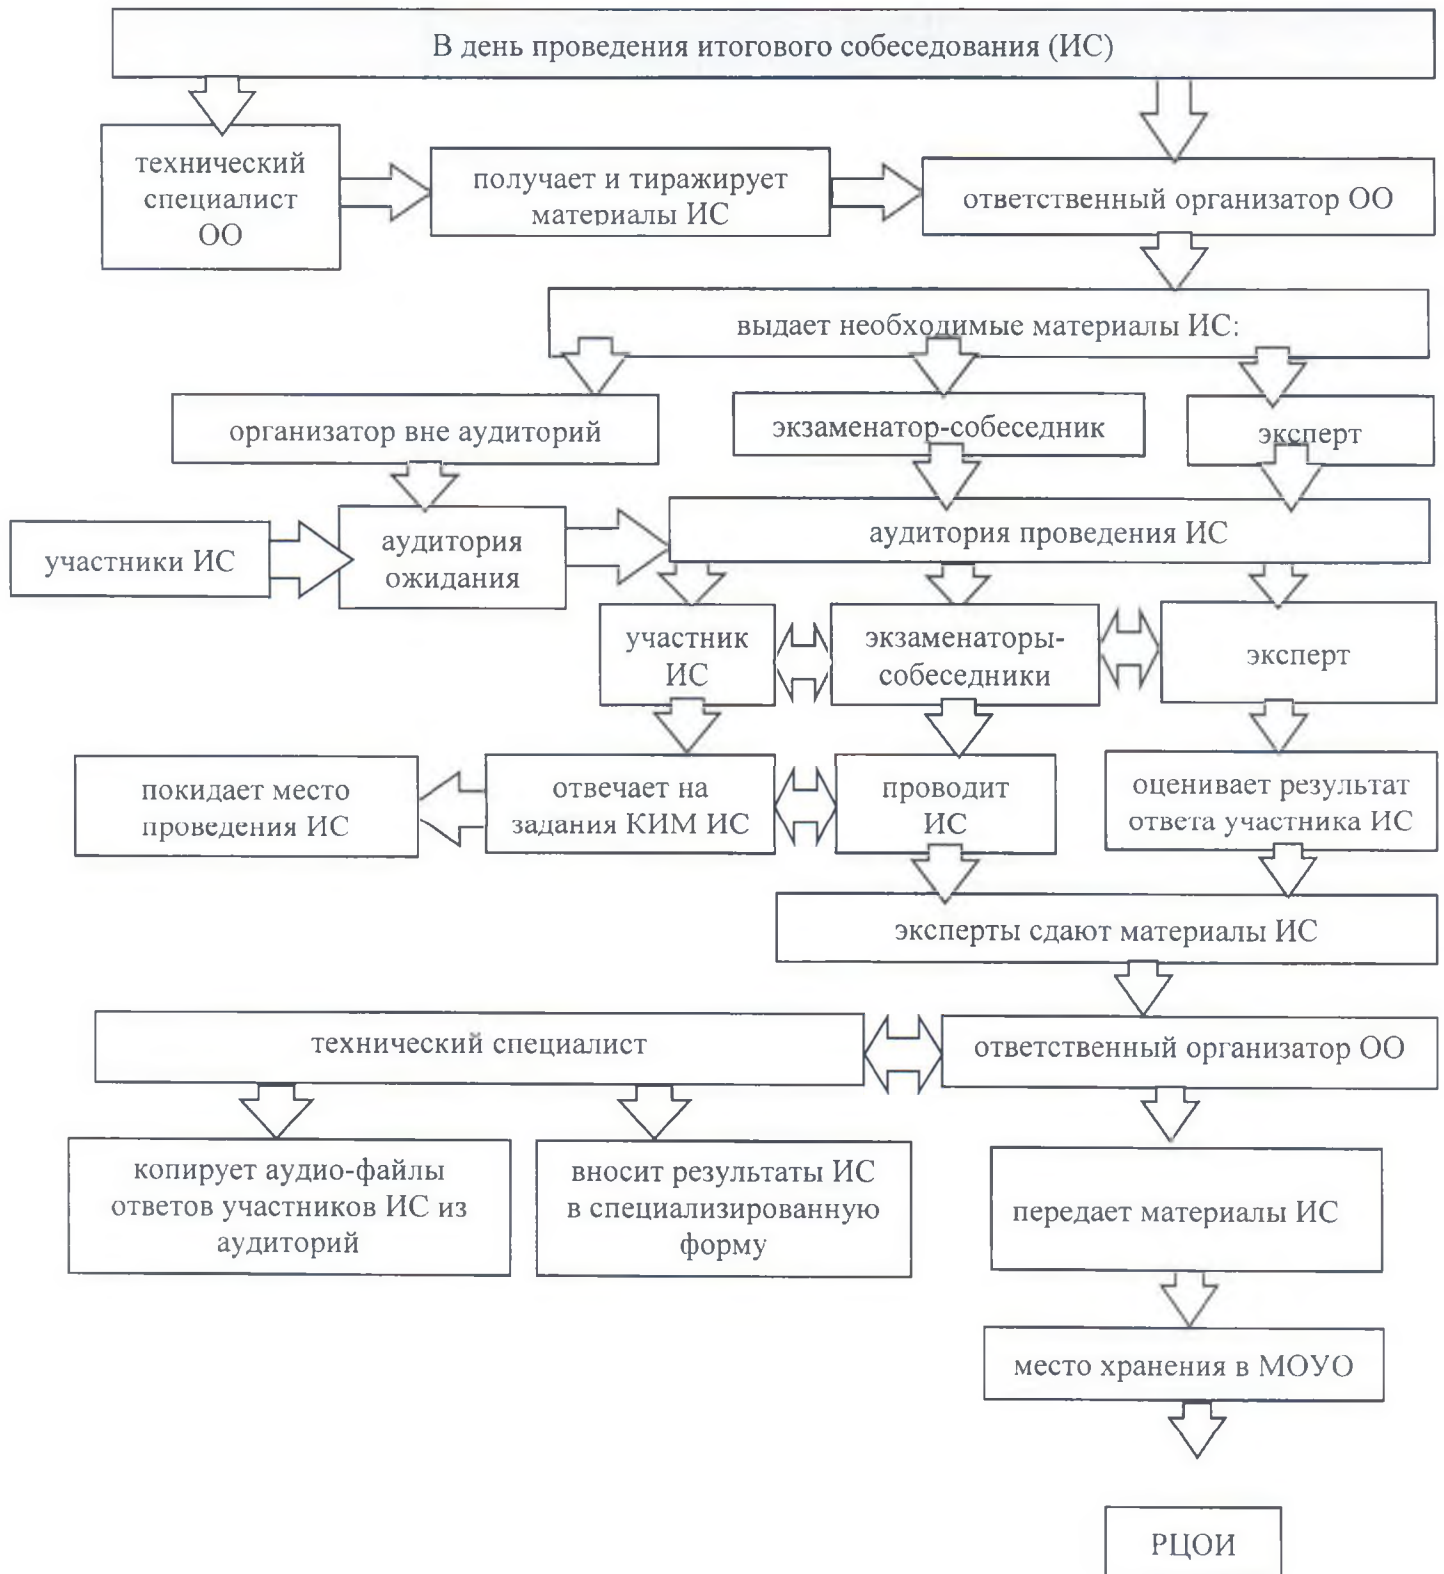 В день проведения итогового собеседования (ИС)
технический
специалист
ОО
получает и тиражирует
материалы ИС
ответственный организатор ОО
выдает необходимые материалы ИС:
организатор вне аудиторий
экзаменатор-собеседник
эксперт
участники ИС
аудитория
ожидания
аудитория проведения ИС
участник
ИС
экзаменаторы-
собеседники
эксперт
покидает место
проведения ИС
отвечает на
задания КИМ ИС
проводит
ИС
оценивает результат
ответа участника ИС
эксперты сдают материалы ИС
технический специалист
ответственный организатор ОО
копирует аудио-файлы
ответов участников ИС из
аудиторий
вносит результаты ИС
в специализированную
форму
передает материалы ИС
место хранения в МОУО
РЦОИ